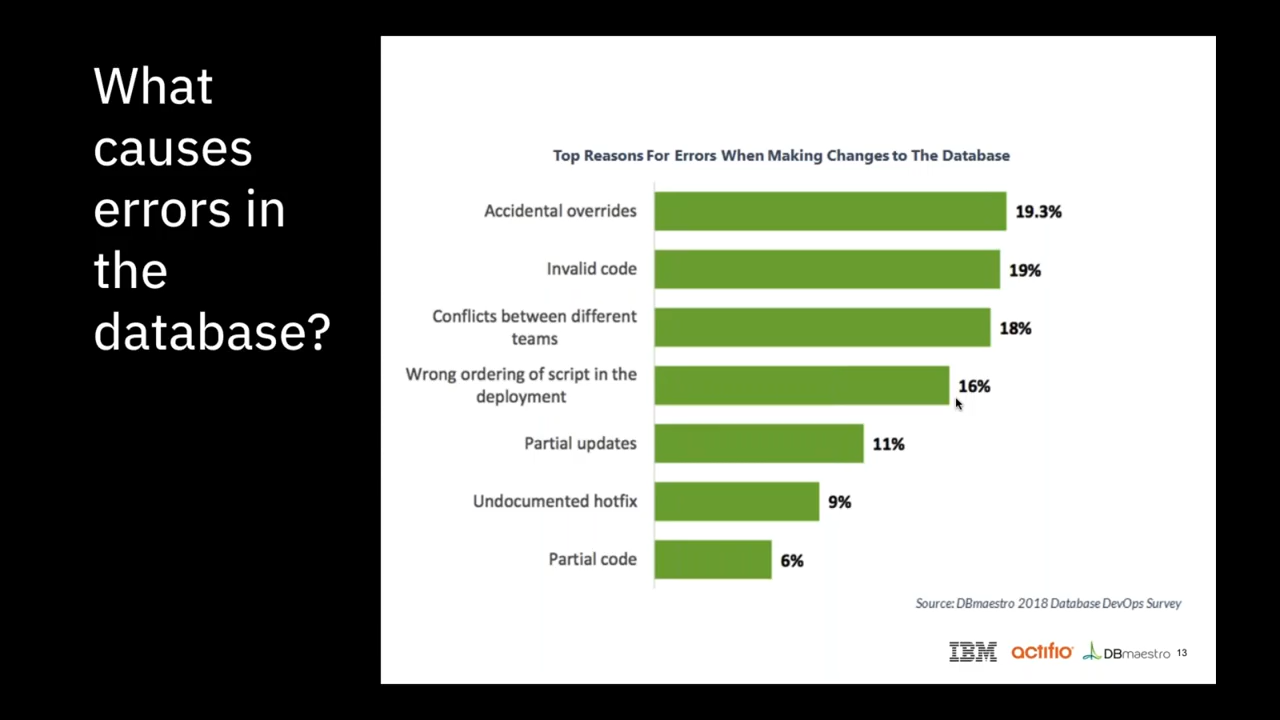 What
causes
errors in
the
database?
Top Reasons For Errors When Making Changes to The Database
Accidental overrides
19.3%
Invalid code
19%
Conflicts between different
teams
18%
Wrong ordering of script in the
deployment
16%
Partial updates
11%
Undocumented hotfix
9%
Partial code
6%
Source: DBmaestro 2018 Database DevOps Survey
IBM actifio DBmaestro 13